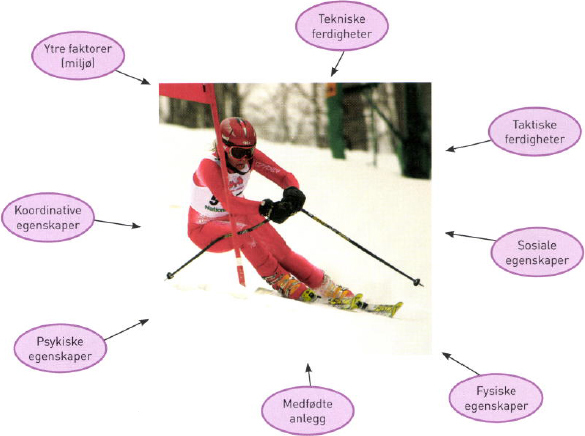 Tekniske
ferdigheter
Ytre faktorer
(miljø)
Taktiske
ferdigheter
Koordinative
egenskaper
Sosiale
egenskaper
Psykiske
egenskaper
Fysiske
egenskaper
Medfødte
anlegg